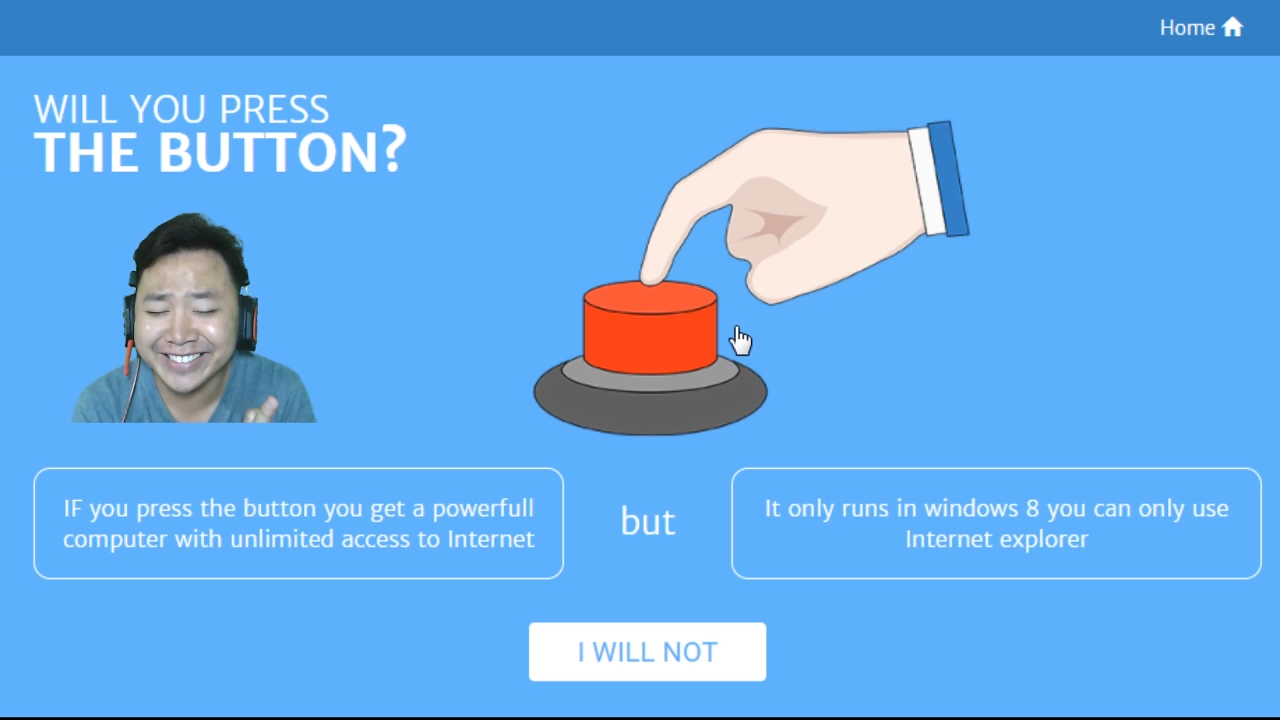 Home
WILL YOU PRESS
THE BUTTON?
IF you press the button you get a powerfull
computer with unlimited access to Internet
but
It only runs in windows 8 you can only use
Internet explorer
I WILL NOT